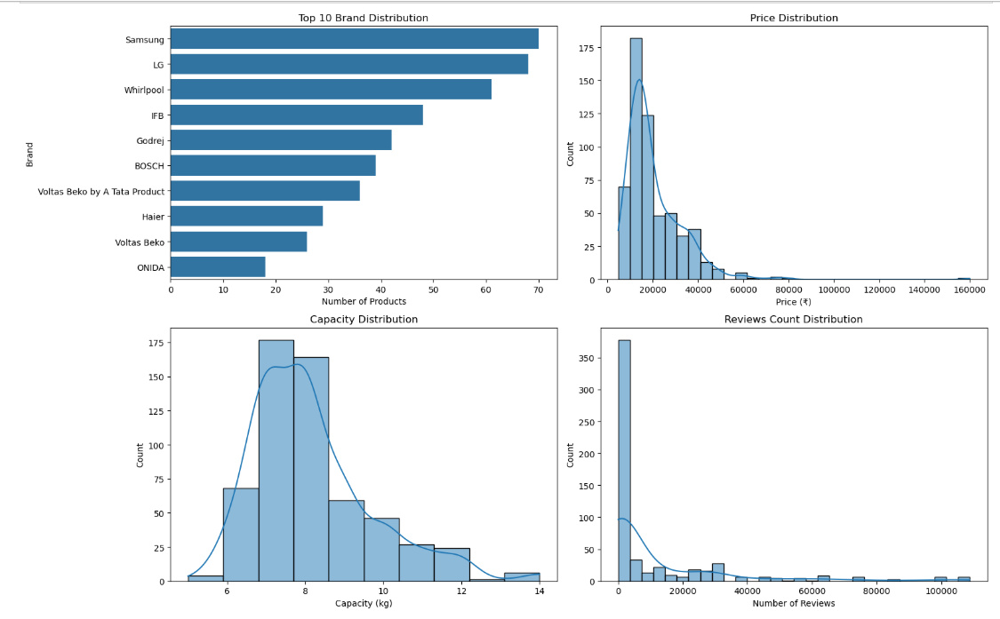 Top 10 Brand Distribution
Brand
Samsung
LG
Whirlpool
IFB
Godrej
BOSCH
Voltas Beko by A Tata Product
Haier
Voltas Beko
ONIDA
0 10 20 30 40 50 60 70
Number of Products
Price Distribution
Count
175
150
125
100
75
50
25
0
0 20000 40000 60000 80000 100000 120000 140000 160000
Price (₹)
Capacity Distribution
Count
175
150
125
100
75
50
25
0
6 8 10 12 14
Capacity (kg)
Reviews Count Distribution
Count
350
300
250
200
150
100
50
0
0 20000 40000 60000 80000 100000
Number of Reviews